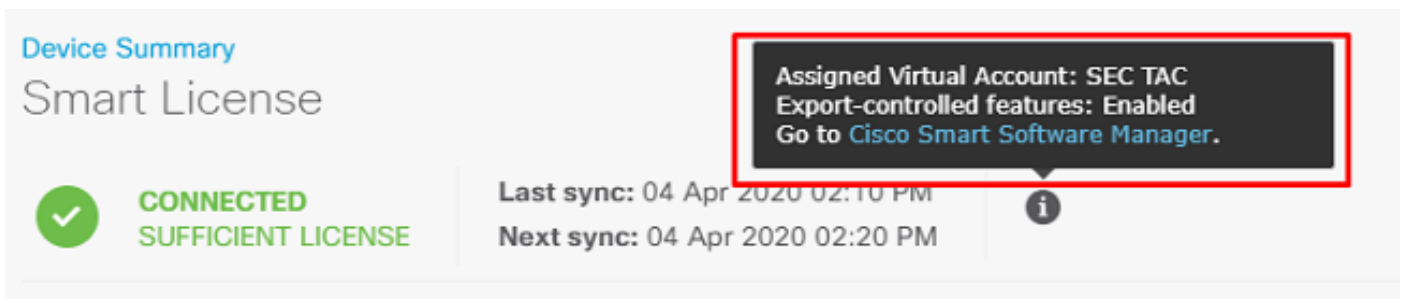 Device Summary
Smart License
Assigned Virtual Account: SEC TAC
Export-controlled features: Enabled
Go to Cisco Smart Software Manager.
CONNECTED
SUFFICIENT LICENSE
Last sync: 04 Apr 2020 02:10 PM
Next sync: 04 Apr 2020 02:20 PM